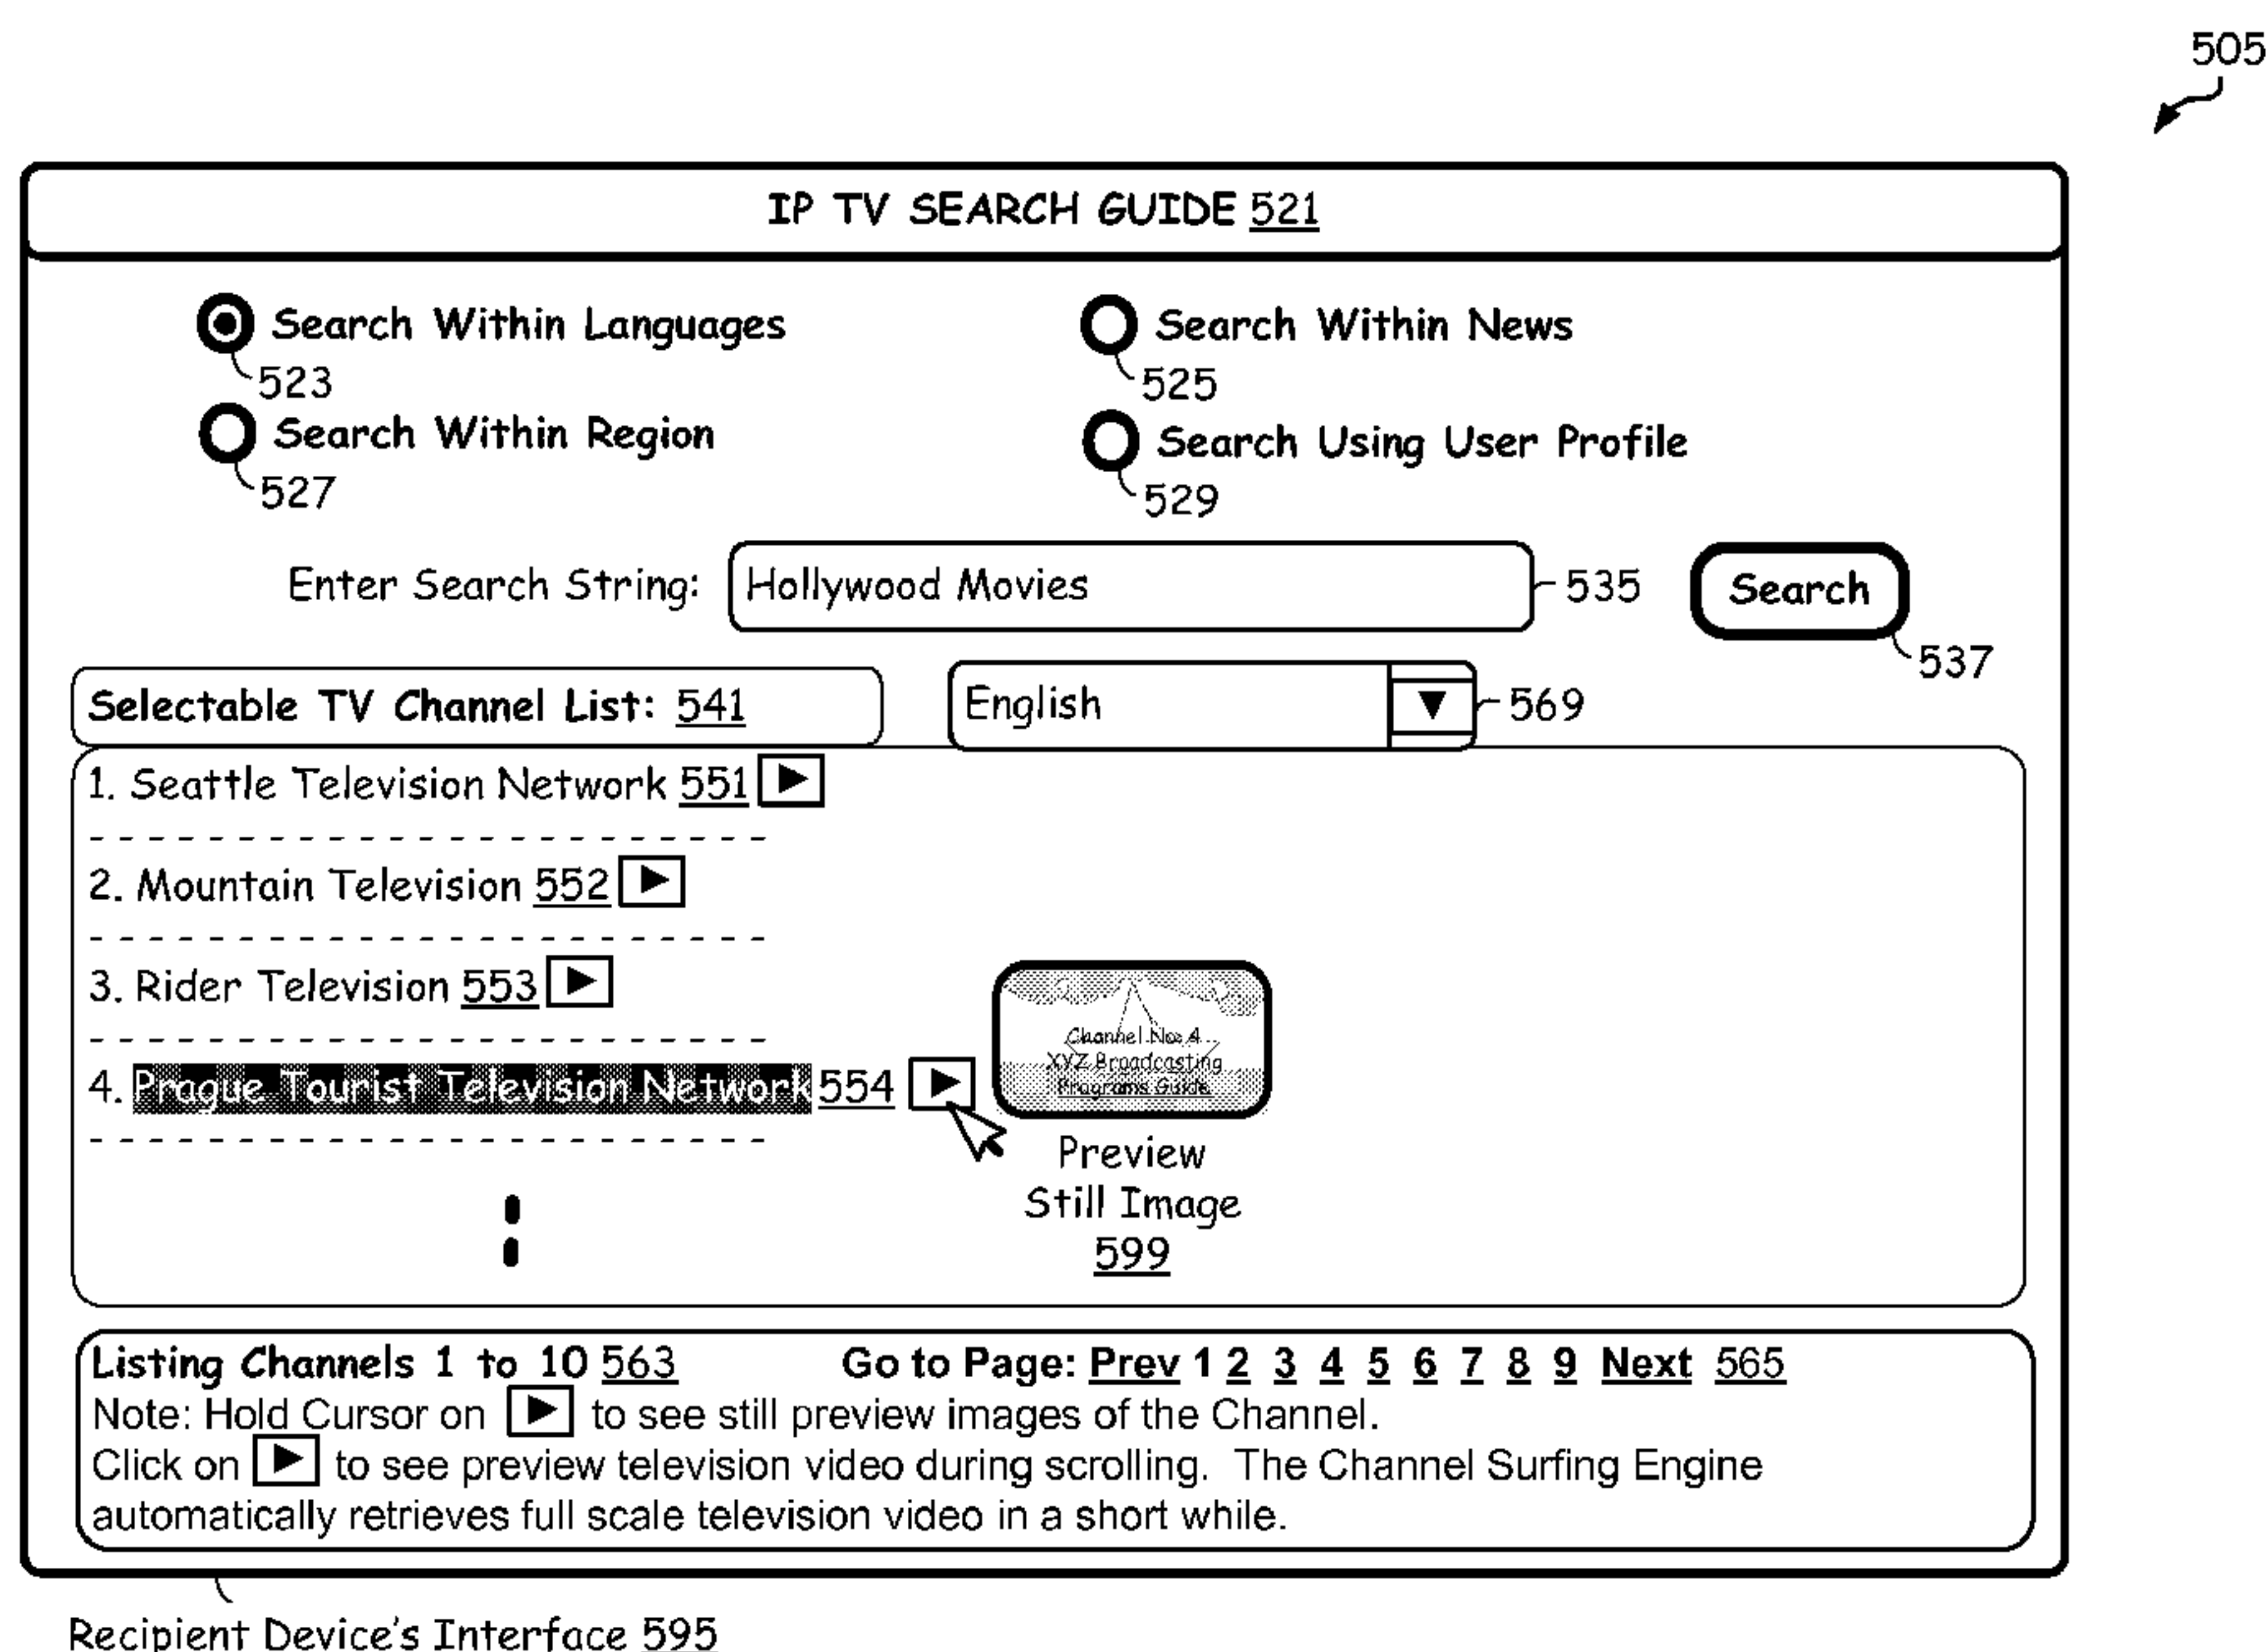 505
IP TV SEARCH GUIDE 521
Search Within Languages
523
Search Within News
525
Search Within Region
527
Search Using User Profile
529
Enter Search String: Hollywood Movies 535 Search
537
Selectable TV Channel List: 541 English 569
1. Seattle Television Network 551
2. Mountain Television 552
3. Rider Television 553
4. Prague Tourist Television Network 554
Channel No: 4
XYZ Broadcasting
Programs Guide
Preview
Still Image
599
Listing Channels 1 to 10 563 Go to Page: Prev 1 2 3 4 5 6 7 8 9 Next 565
Note: Hold Cursor on to see still preview images of the Channel.
Click on to see preview television video during scrolling. The Channel Surfing Engine
automatically retrieves full scale television video in a short while.
Recipient Device's Interface 595